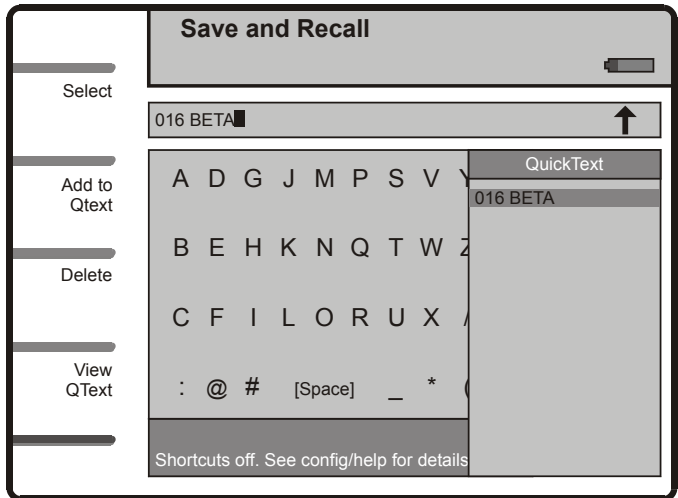 Save and Recall
Select
016 BETA
Add to
Qtext
Delete
View
QText
A D G J M P S V Y
B E H K N Q T W Z
C F I L O R U X /
: @ # [Space] _ * (
Shortcuts off. See config/help for details
QuickText
016 BETA